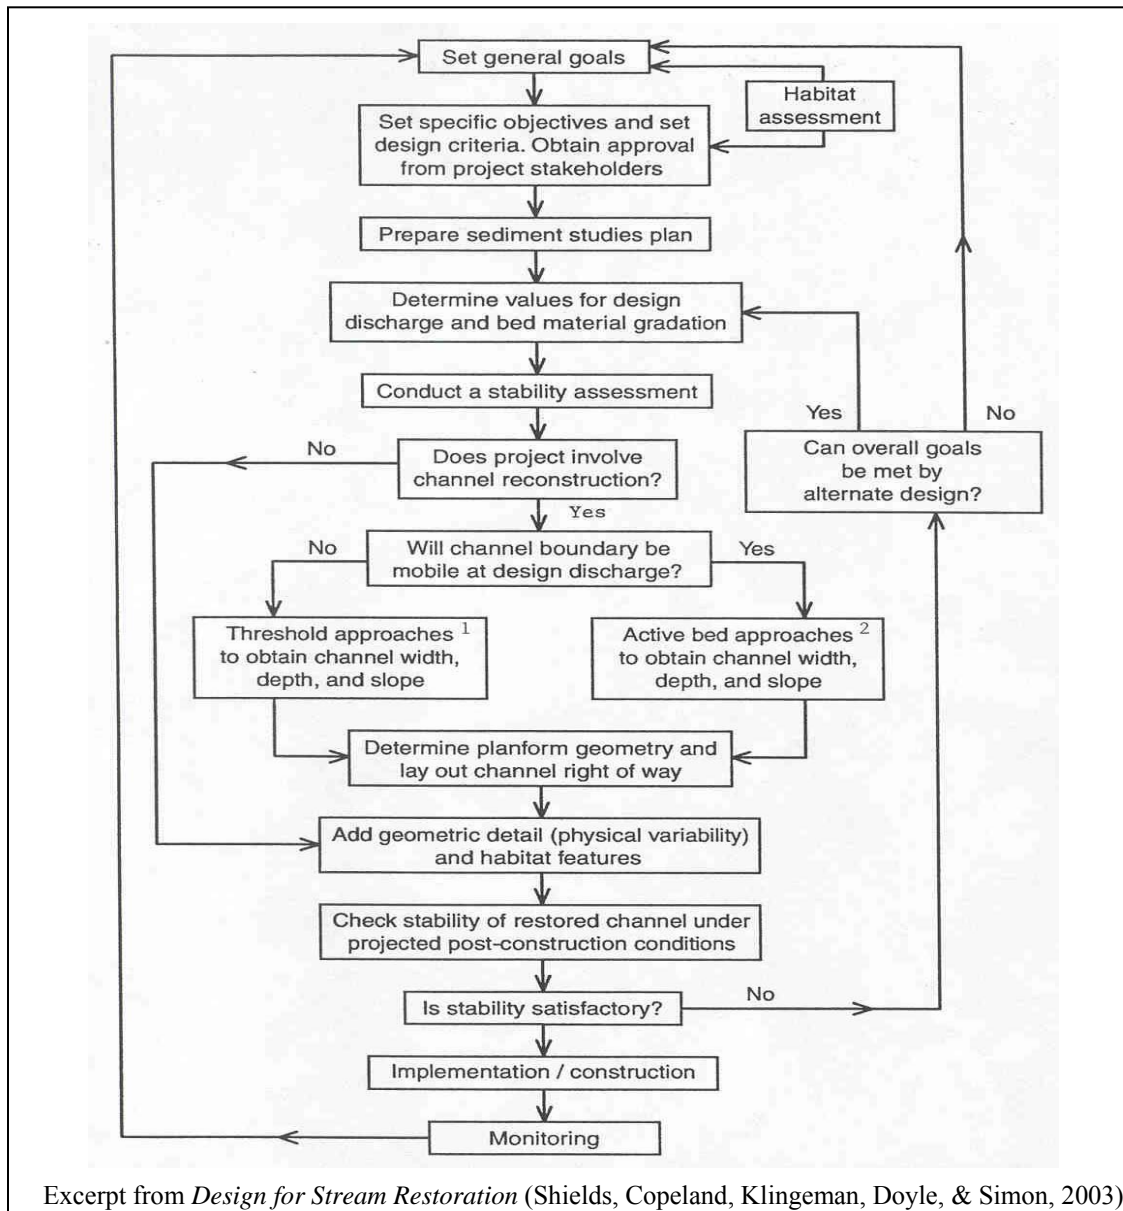 Set general goals
Habitat
assessment
Set specific objectives and set
design criteria. Obtain approval
from project stakeholders
Prepare sediment studies plan
Determine values for design
discharge and bed material gradation
Conduct a stability assessment
Yes
No
No
Does project involve
channel reconstruction?
Can overall goals
be met by
alternate design?
Yes
No
Will channel boundary be
mobile at design discharge?
Yes
Threshold approaches 1
to obtain channel width,
depth, and slope
Active bed approaches 2
to obtain channel width,
depth, and slope
Determine planform geometry and
lay out channel right of way
Add geometric detail (physical variability)
and habitat features
Check stability of restored channel under
projected post-construction conditions
Is stability satisfactory?
No
Implementation / construction
Monitoring
Excerpt from Design for Stream Restoration (Shields, Copeland, Klingeman, Doyle, & Simon, 2003)